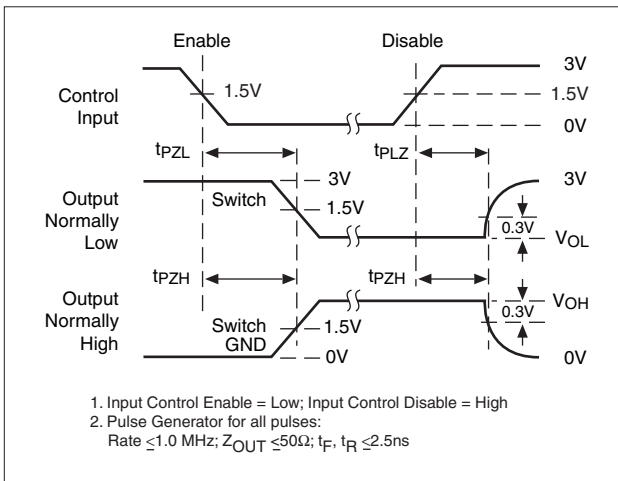 Enable
Disable
Control
Input
1.5V
3V
1.5V
0V
tPZL
tPLZ
Output
Normally
Low
Switch
3V
1.5V
3V
0.3V
VOL
tPZH
tPZH
Output
Normally
High
Switch
GND
1.5V
0V
VOH
0.3V
0V
1. Input Control Enable = Low; Input Control Disable = High
2. Pulse Generator for all pulses:
Rate ≤1.0 MHz; ZOUT ≤50Ω; tF, tR ≤2.5ns